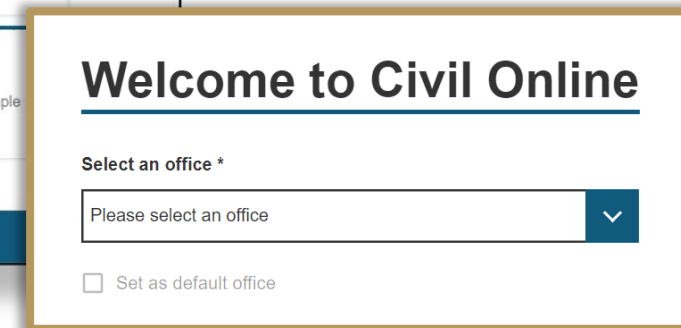 Welcome to Civil Online
Select an office *
Please select an office
Set as default office